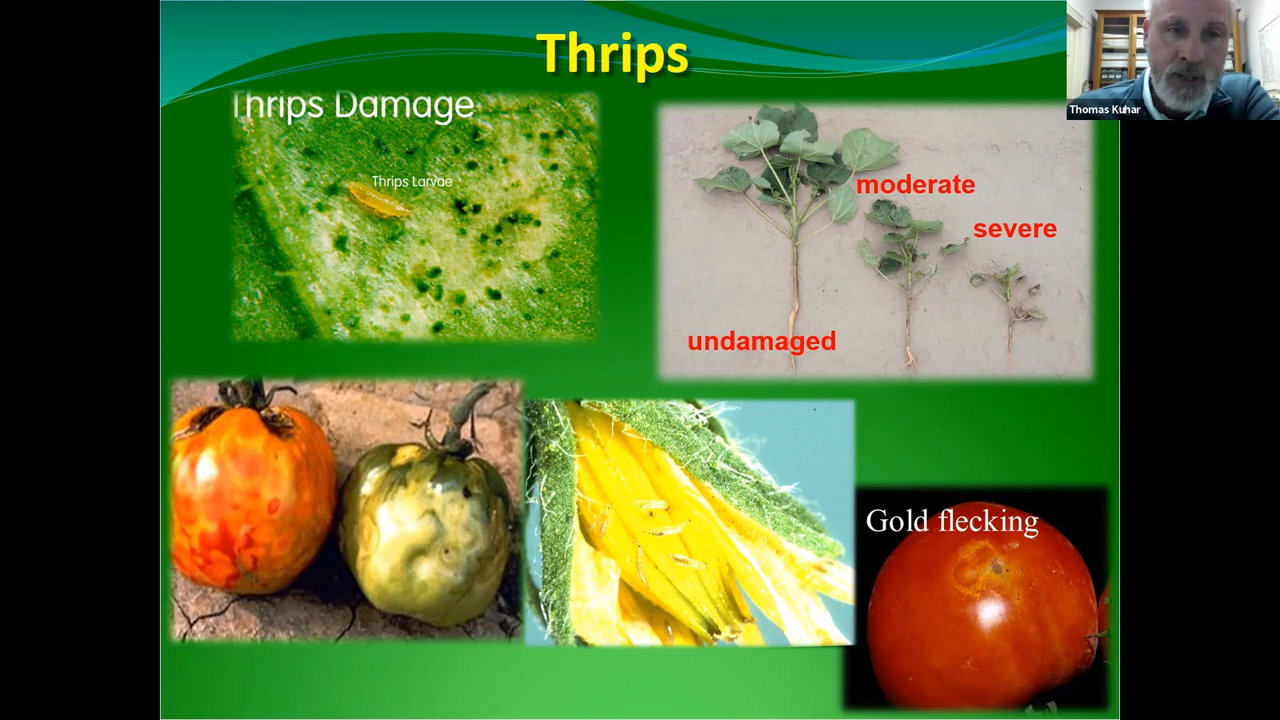 Thrips
Thomas Kuhar
Thrips Damage
Thrips Larvae
moderate
severe
undamaged
Gold flecking